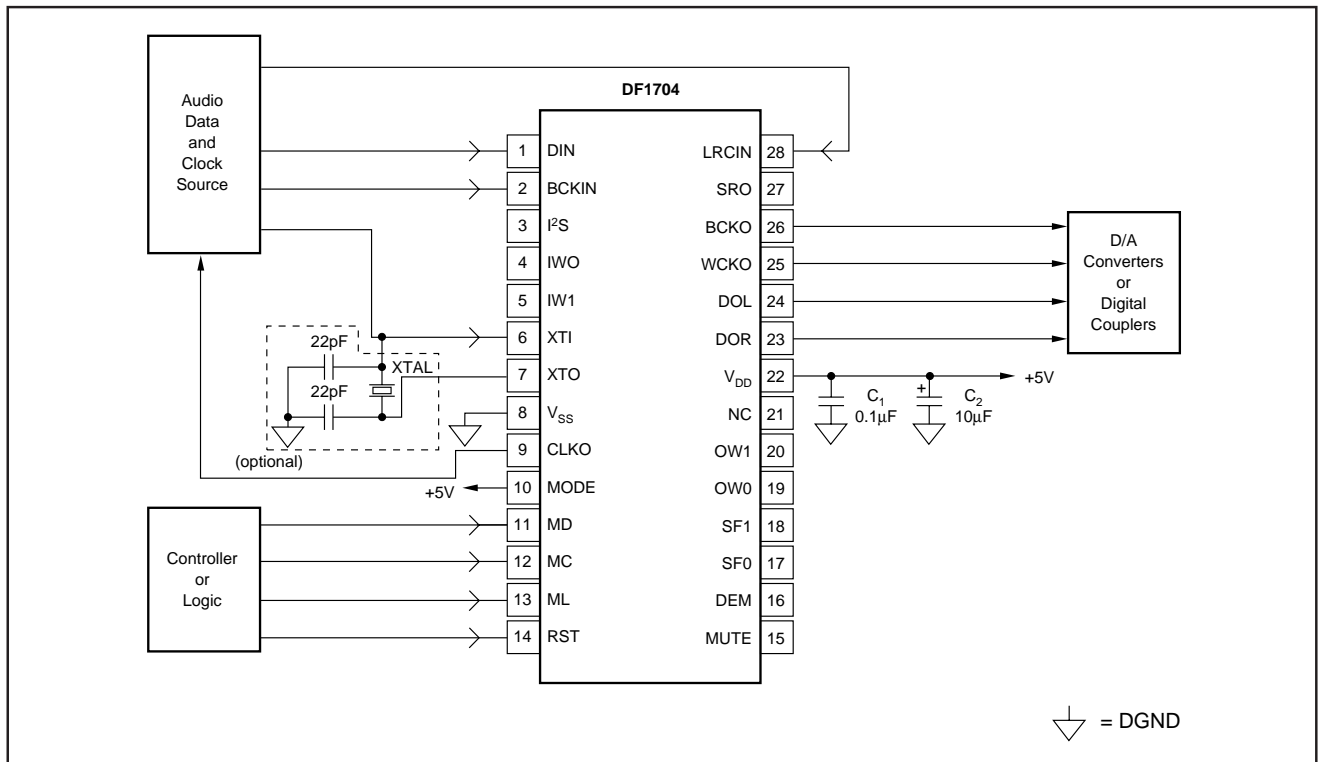 DF1704
Audio
Data
and
Clock
Source
1 DIN
2 BCKIN
3 I²S
4 IWO
5 IW1
6 XTI
7 XTO
8 VSS
9 CLKO
10 MODE
11 MD
12 MC
13 ML
14 RST
LRCIN 28
SRO 27
BCKO 26
WCKO 25
DOL 24
DOR 23
VDD 22
NC 21
OW1 20
OW0 19
SF1 18
SF0 17
DEM 16
MUTE 15
D/A
Converters
or
Digital
Couplers
22pF
XTAL
22pF
(optional)
+5V
+5V
C1
0.1µF
+
C2
10µF
Controller
or
Logic
= DGND